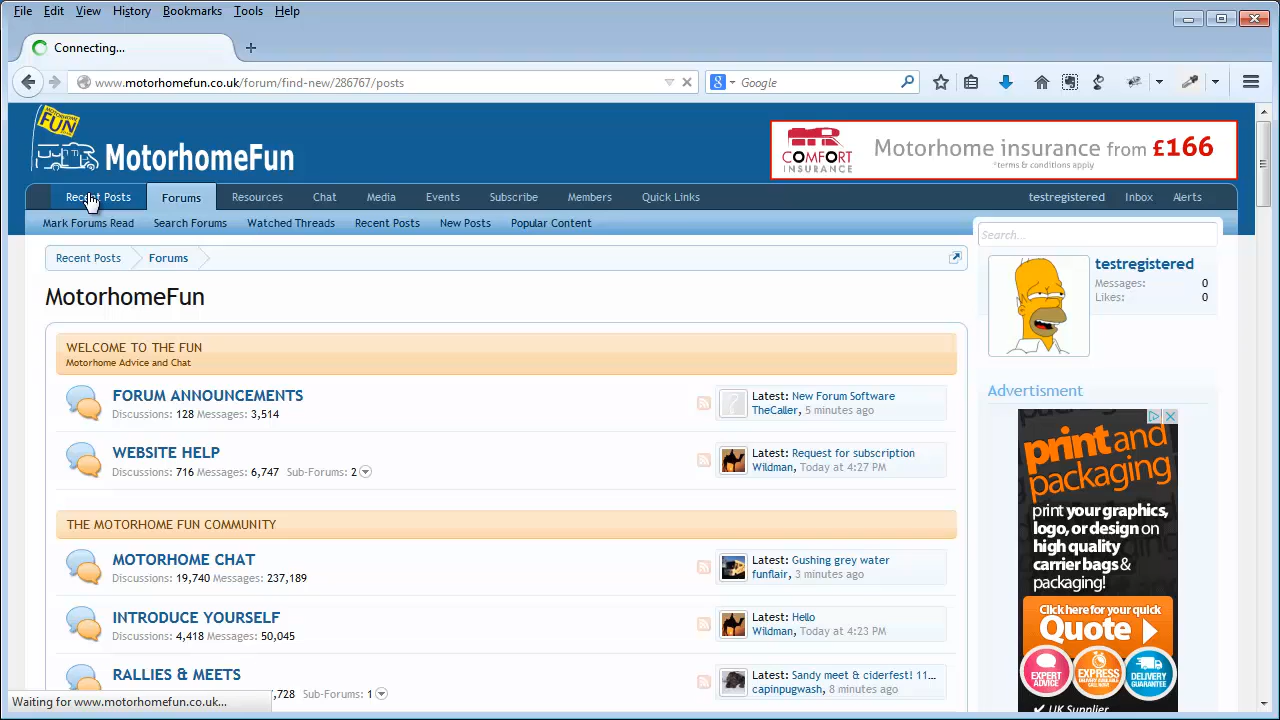 File Edit View History Bookmarks Tools Help
Connecting...
www.motorhomefun.co.uk/forum/find-new/286767/posts
Google
MOTORHOME FUN
MotorhomeFun
COMFORT INSURANCE
Motorhome insurance from £166
*terms & conditions apply
Recent Posts Forums Resources Chat Media Events Subscribe Members Quick Links testregistered Inbox Alerts
Mark Forums Read Search Forums Watched Threads Recent Posts New Posts Popular Content
Search...
Recent Posts Forums
testregistered
Messages: 0
Likes: 0
MotorhomeFun
WELCOME TO THE FUN
Motorhome Advice and Chat
FORUM ANNOUNCEMENTS
Discussions: 128 Messages: 3,514
Latest: New Forum Software
TheCaller, 5 minutes ago
WEBSITE HELP
Discussions: 716 Messages: 6,747 Sub-Forums: 2
Latest: Request for subscription
Wildman, Today at 4:27 PM
THE MOTORHOME FUN COMMUNITY
MOTORHOME CHAT
Discussions: 19,740 Messages: 237,189
Latest: Gushing grey water
funflair, 3 minutes ago
INTRODUCE YOURSELF
Discussions: 4,418 Messages: 50,045
Latest: Hello
Wildman, Today at 4:23 PM
RALLIES & MEETS
,728 Sub-Forums: 1
Latest: Sandy meet & ciderfest! 11...
capinpugwash, 8 minutes ago
Advertisment
print and
packaging
print your graphics,
logo, or design on
high quality
carrier bags &
packaging!
Click here for your quick
Quote
EXPERT ADVICE
EXPRESS
DELIVERY GUARANTEE
UK Supplier
Waiting for www.motorhomefun.co.uk...